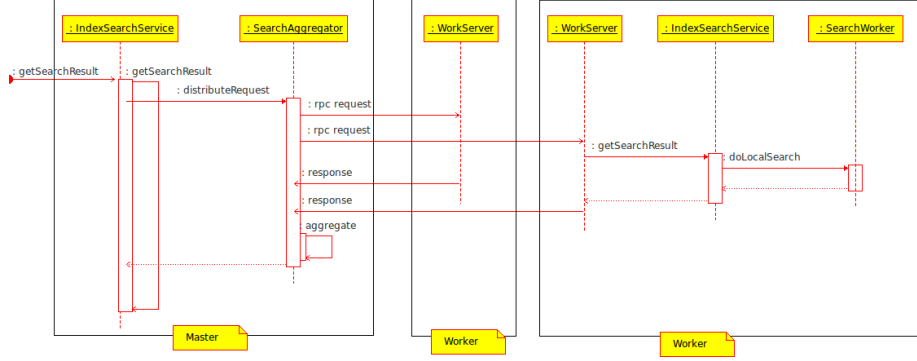 : IndexSearchService
: SearchAggregator
: WorkServer
: WorkServer
: IndexSearchService
: SearchWorker
: getSearchResult
: getSearchResult
: distributeRequest
: rpc request
: rpc request
: getSearchResult
: doLocalSearch
: response
: response
: aggregate
Master
Worker
Worker